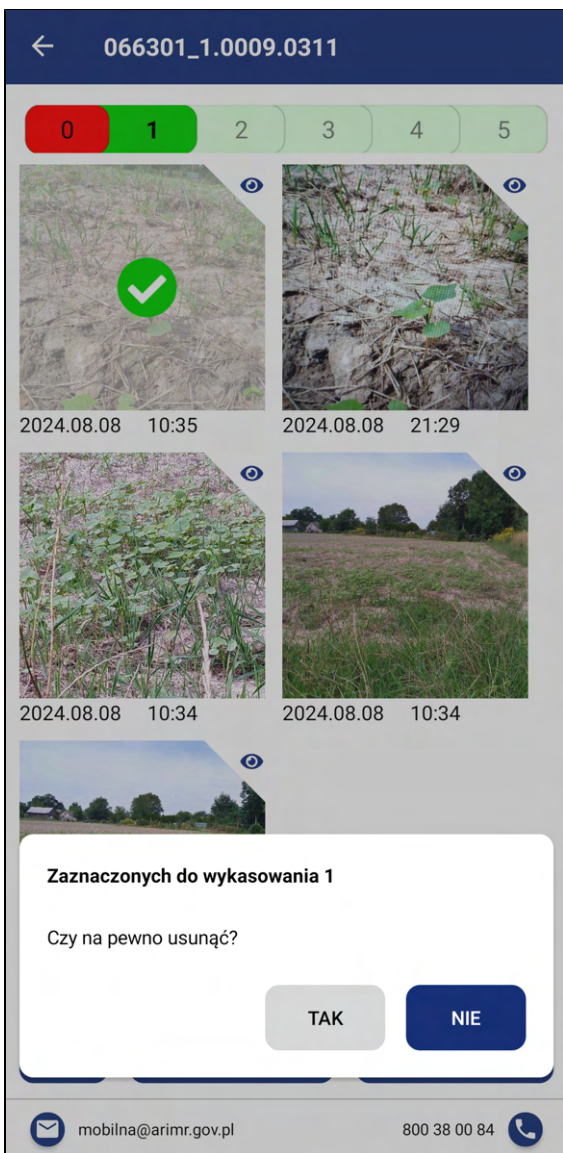 066301_1.0009.0311
0 1 2 3 4 5
2024.08.08 10:35
2024.08.08 21:29
2024.08.08 10:34
2024.08.08 10:34
Zaznaczonych do wykasowania 1
Czy na pewno usunąć?
TAK NIE
mobilna@arimr.gov.pl 800 38 00 84